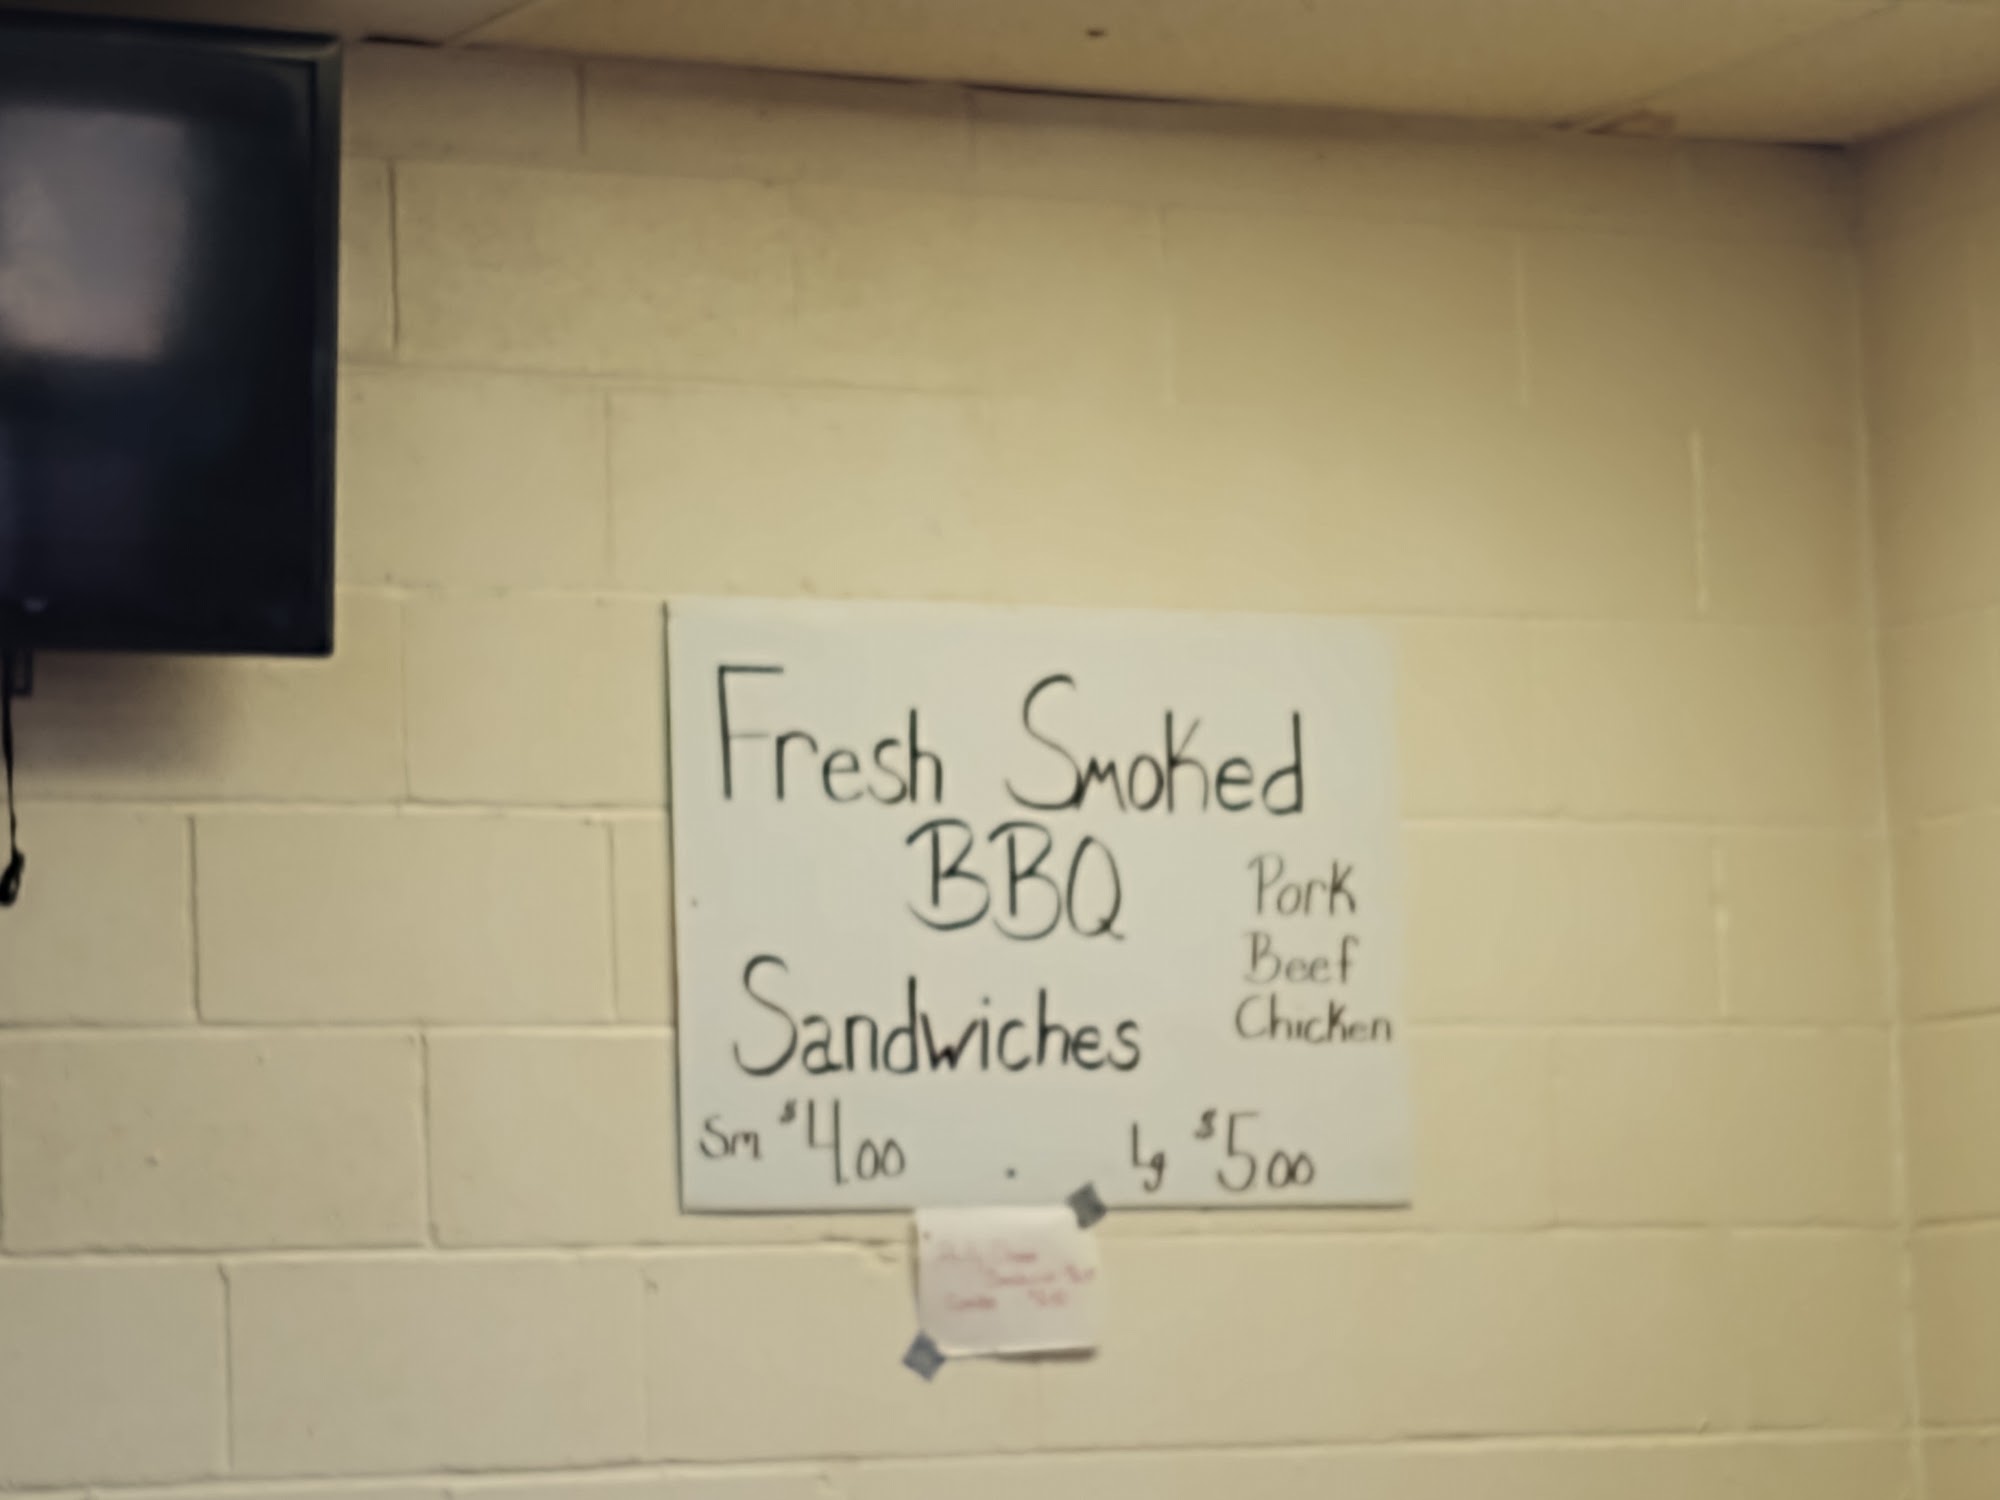 Fresh Smoked
BBQ
Sandwiches
Pork
Beef
Chicken
Sm $4.00
Lg $5.00